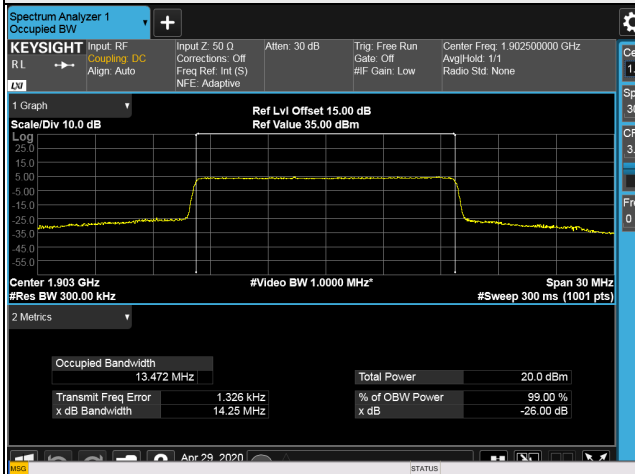 Spectrum Analyzer 1
Occupied BW
KEYSIGHT
RL
LXI
Input: RF
Coupling: DC
Align: Auto
Input Z: 50 Ω
Corrections: Off
Freq Ref: Int (S)
NFE: Adaptive
Atten: 30 dB
Trig: Free Run
Gate: Off
#IF Gain: Low
Center Freq: 1.902500000 GHz
Avg|Hold: 1/1
Radio Std: None
1 Graph
Scale/Div 10.0 dB
Ref Lvl Offset 15.00 dB
Ref Value 35.00 dBm
Log
25.0
15.0
5.00
-5.00
-15.0
-25.0
-35.0
-45.0
-55.0
Center 1.903 GHz
#Res BW 300.00 kHz
#Video BW 1.0000 MHz*
Span 30 MHz
#Sweep 300 ms (1001 pts)
2 Metrics
Occupied Bandwidth
13.472 MHz
Total Power 20.0 dBm
Transmit Freq Error 1.326 kHz
% of OBW Power 99.00 %
x dB Bandwidth 14.25 MHz
x dB -26.00 dB
Apr 29, 2020
MSG
STATUS